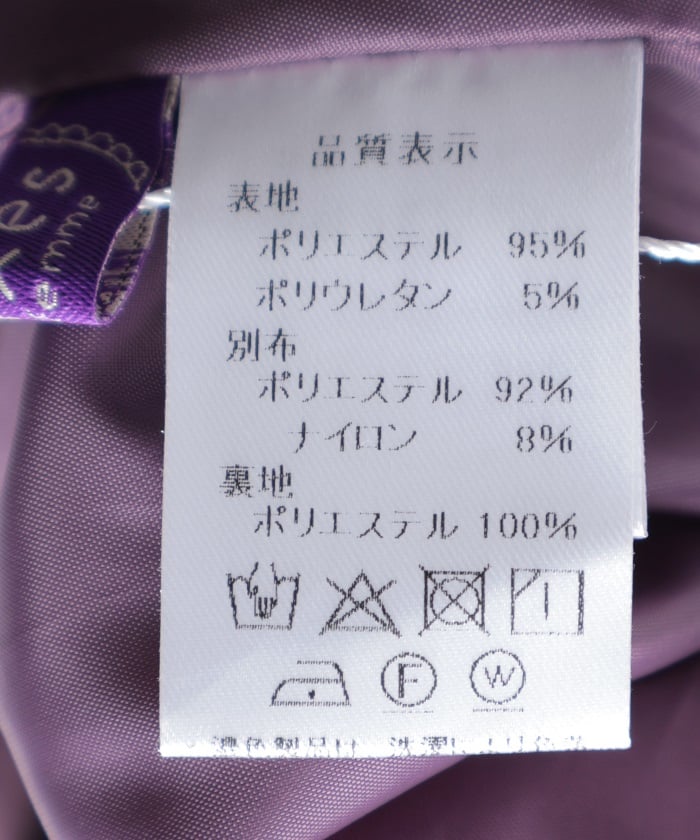 品質表示
表地
ポリエステル 95%
ポリウレタン 5%
別布
ポリエステル 92%
ナイロン 8%
裏地
ポリエステル 100%
F W
es
emme